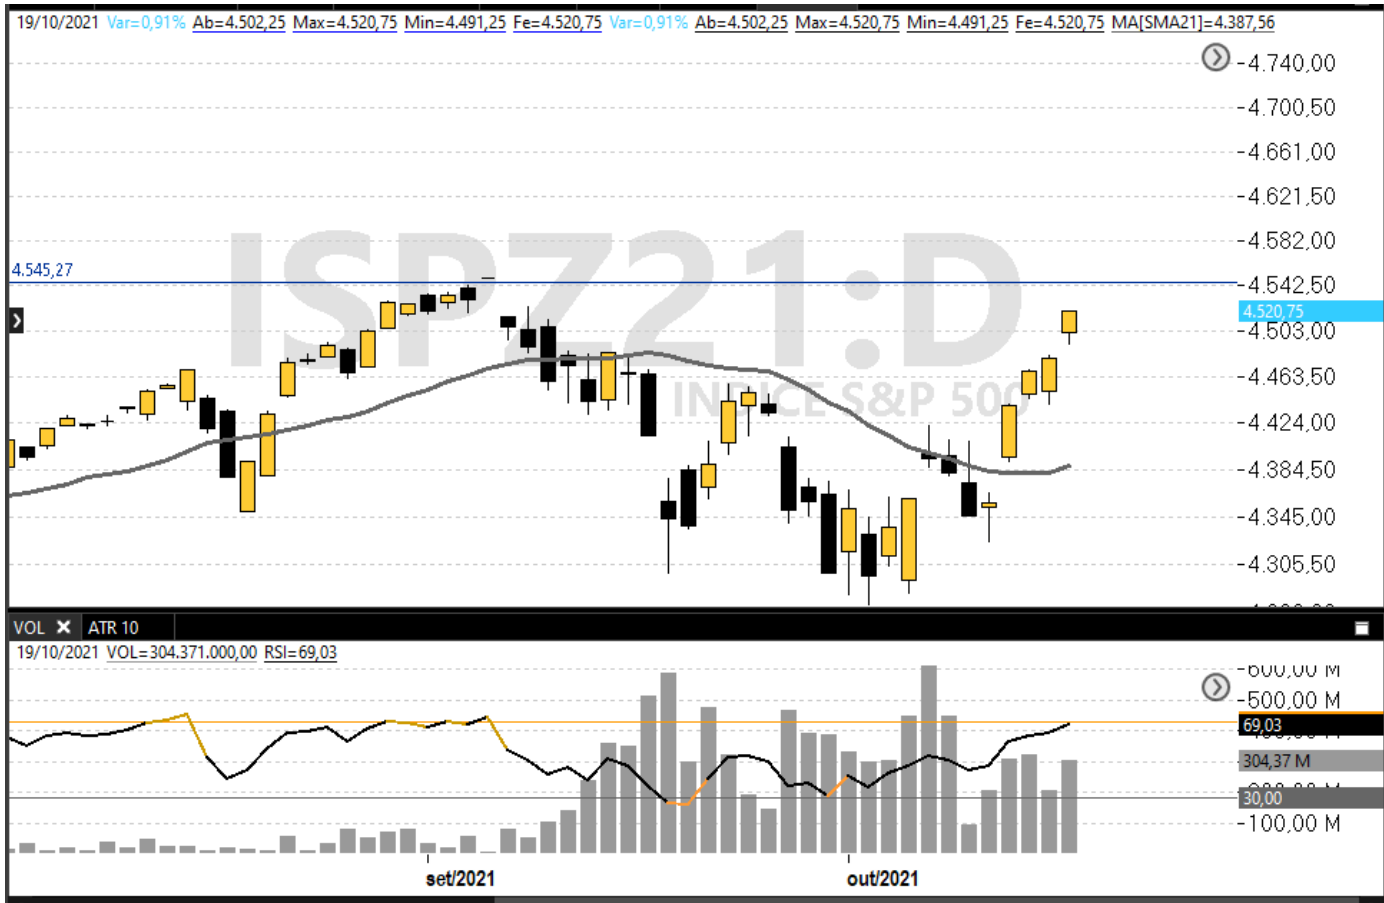 19/10/2021 Var=0,91% Ab=4.502,25 Max=4.520,75 Min=4.491,25 Fe=4.520,75 Var=0,91% Ab=4.502,25 Max=4.520,75 Min=4.491,25 Fe=4.520,75 MA[SMA21]=4.387,56
4.740,00
4.700,50
4.661,00
4.621,50
4.582,00
ISPZ21:D
INDICE S&P 500
4.545,27
4.542,50
4.520,75
4.503,00
4.463,50
4.424,00
4.384,50
4.345,00
4.305,50
VOL ATR 10
19/10/2021 VOL=304.371.000,00 RSI=69,03
600,00 M
500,00 M
69,03
304,37 M
30,00
100,00 M
set/2021 out/2021